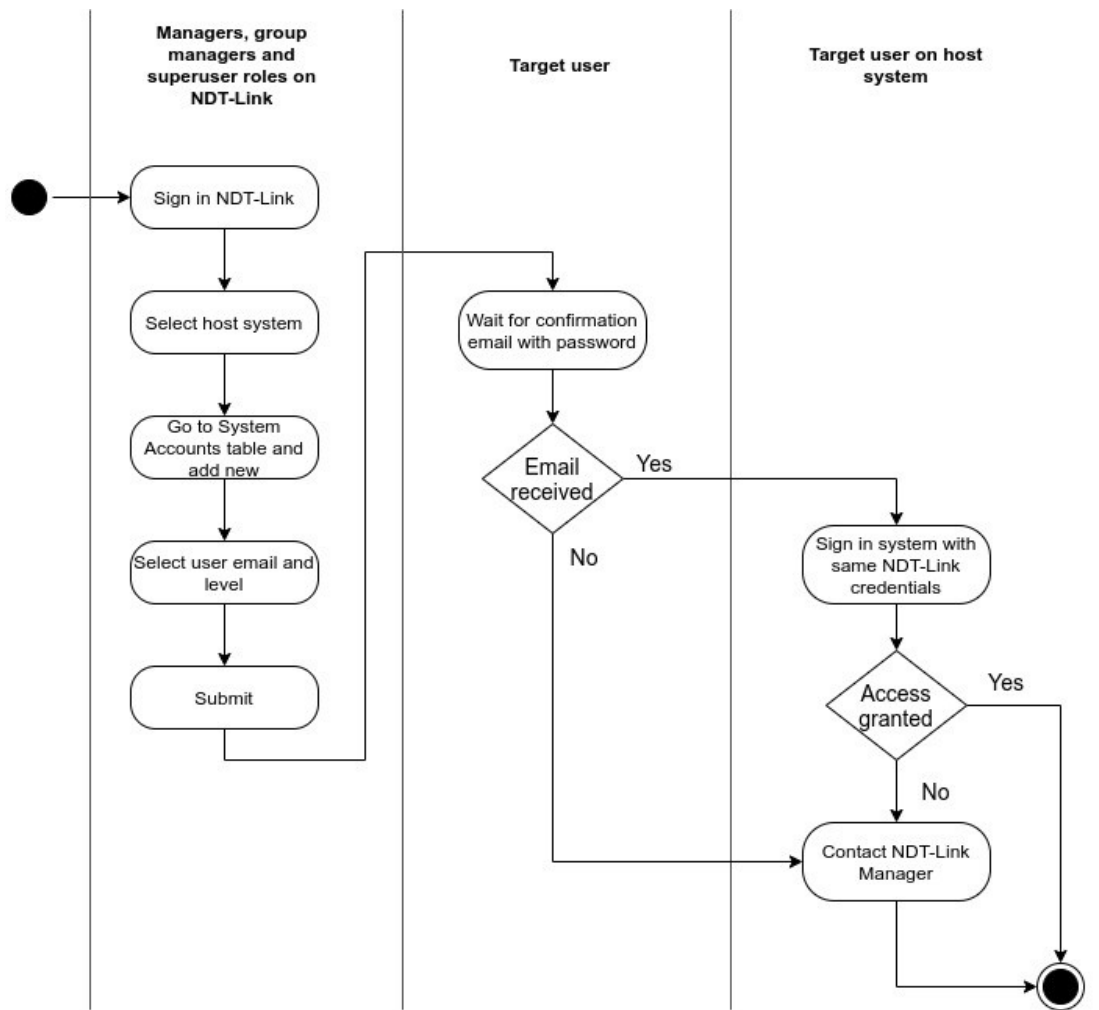 Managers, group
managers and
superuser roles on
NDT-Link
Target user
Target user on host
system
Sign in NDT-Link
Select host system
Go to System
Accounts table and
add new
Select user email and
level
Submit
Wait for confirmation
email with password
Email
received
Yes
No
Sign in system with
same NDT-Link
credentials
Access
granted
Yes
No
Contact NDT-Link
Manager